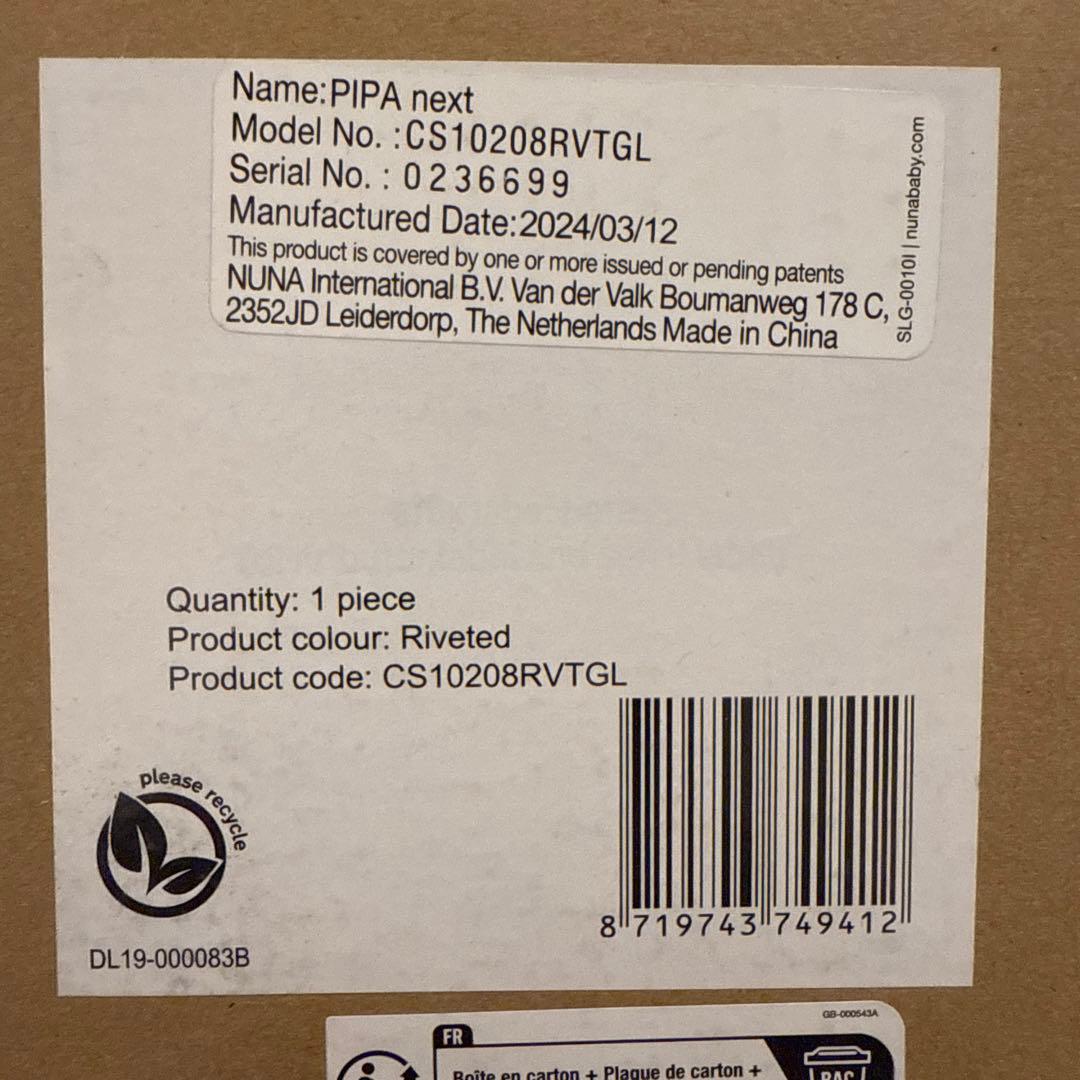 Name:PIPA next
Model No. :CS10208RVTGL
Serial No. : 0236699
Manufactured Date:2024/03/12
This product is covered by one or more issued or pending patents
NUNA International B.V. Van der Valk Boumanweg 178 C,
2352JD Leiderdorp, The Netherlands Made in China
SLG-0010I | nunababy.com
Quantity: 1 piece
Product colour: Riveted
Product code: CS10208RVTGL
please recycle
DL19-000083B
8 719743 749412
GB-000543A
FR
Boîte en carton + Plaque de carton +
BAC